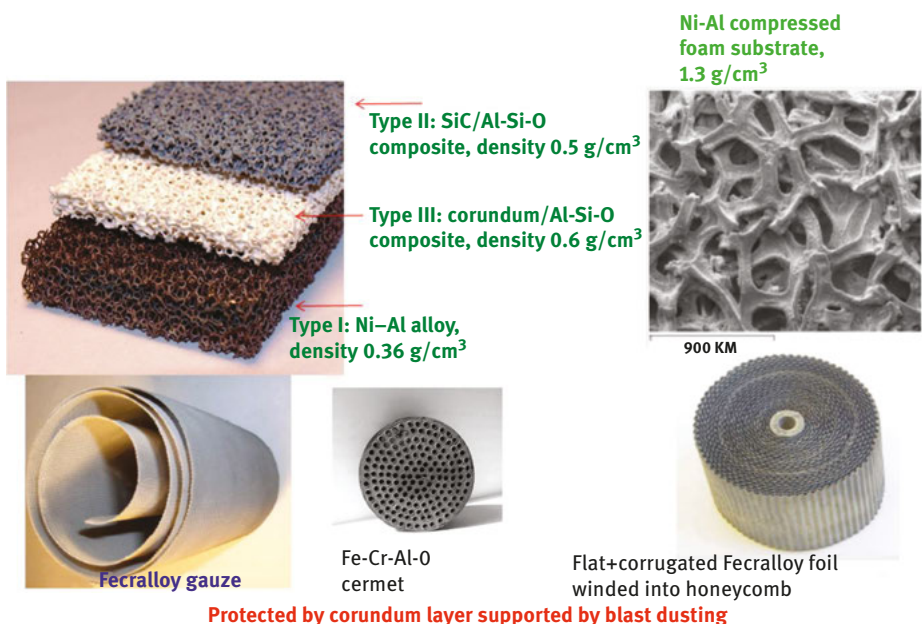 Ni-Al compressed
foam substrate,
1.3 g/cm³
Type II: SiC/Al-Si-O
composite, density 0.5 g/cm³
Type III: corundum/Al-Si-O
composite, density 0.6 g/cm³
Type I: Ni–Al alloy,
density 0.36 g/cm³
900 KM
Fecralloy gauze
Fe-Cr-Al-0
cermet
Flat+corrugated Fecralloy foil
winded into honeycomb
Protected by corundum layer supported by blast dusting